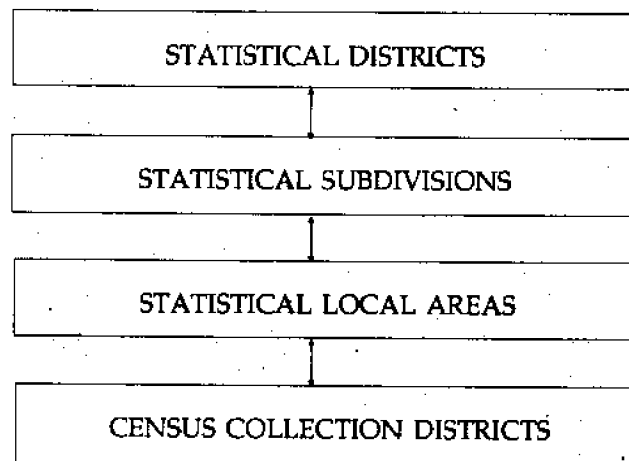 STATISTICAL DISTRICTS
STATISTICAL SUBDIVISIONS
STATISTICAL LOCAL AREAS
CENSUS COLLECTION DISTRICTS